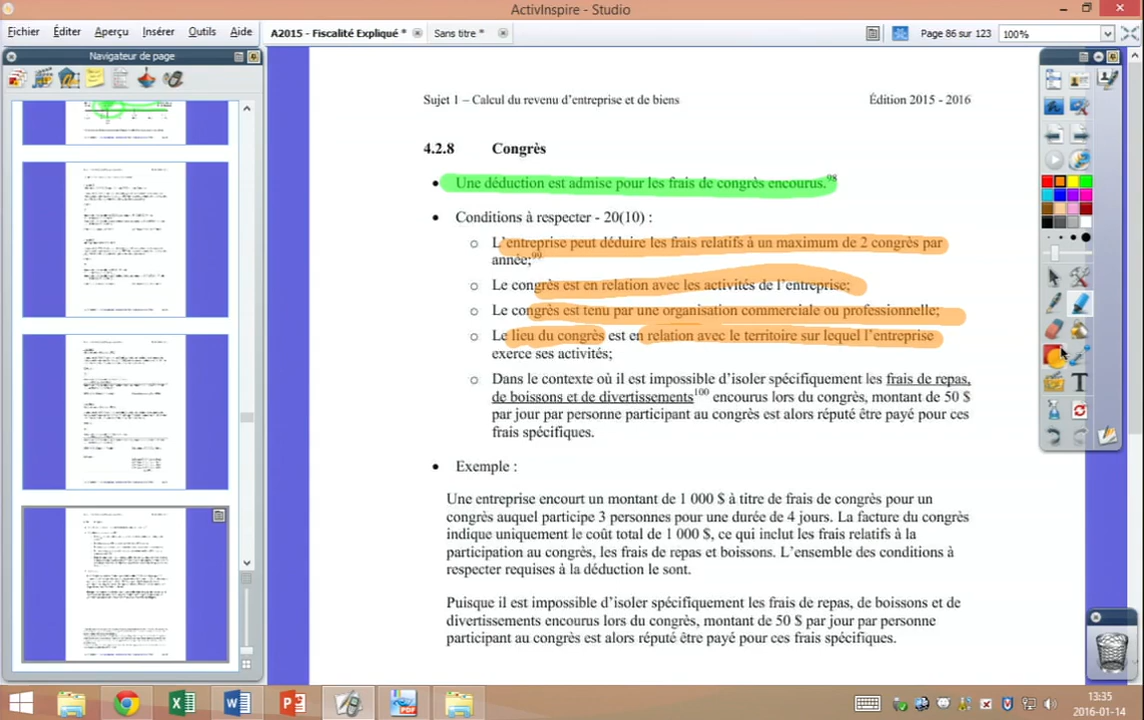 ActivInspire - Studio
Fichier Éditer Aperçu Insérer Outils Aide A2015 - Fiscalité Expliqué * Sans titre * Page 86 sur 123 100%
Navigateur de page
Sujet 1 – Calcul du revenu d'entreprise et de biens Édition 2015 - 2016
4.2.8 Congrès
• Une déduction est admise pour les frais de congrès encourus.98
• Conditions à respecter - 20(10) :
o L'entreprise peut déduire les frais relatifs à un maximum de 2 congrès par
année;99
o Le congrès est en relation avec les activités de l'entreprise;
o Le congrès est tenu par une organisation commerciale ou professionnelle;
o Le lieu du congrès est en relation avec le territoire sur lequel l'entreprise
exerce ses activités;
o Dans le contexte où il est impossible d'isoler spécifiquement les frais de repas,
de boissons et de divertissements100 encourus lors du congrès, montant de 50 $
par jour par personne participant au congrès est alors réputé être payé pour ces
frais spécifiques.
• Exemple :
Une entreprise encourt un montant de 1 000 $ à titre de frais de congrès pour un
congrès auquel participe 3 personnes pour une durée de 4 jours. La facture du congrès
indique uniquement le coût total de 1 000 $, ce qui inclut les frais relatifs à la
participation au congrès, les frais de repas et boissons. L'ensemble des conditions à
respecter requises à la déduction le sont.
Puisque il est impossible d'isoler spécifiquement les frais de repas, de boissons et de
divertissements encourus lors du congrès, montant de 50 $ par jour par personne
participant au congrès est alors réputé être payé pour ces frais spécifiques.
13:35
2016-01-14